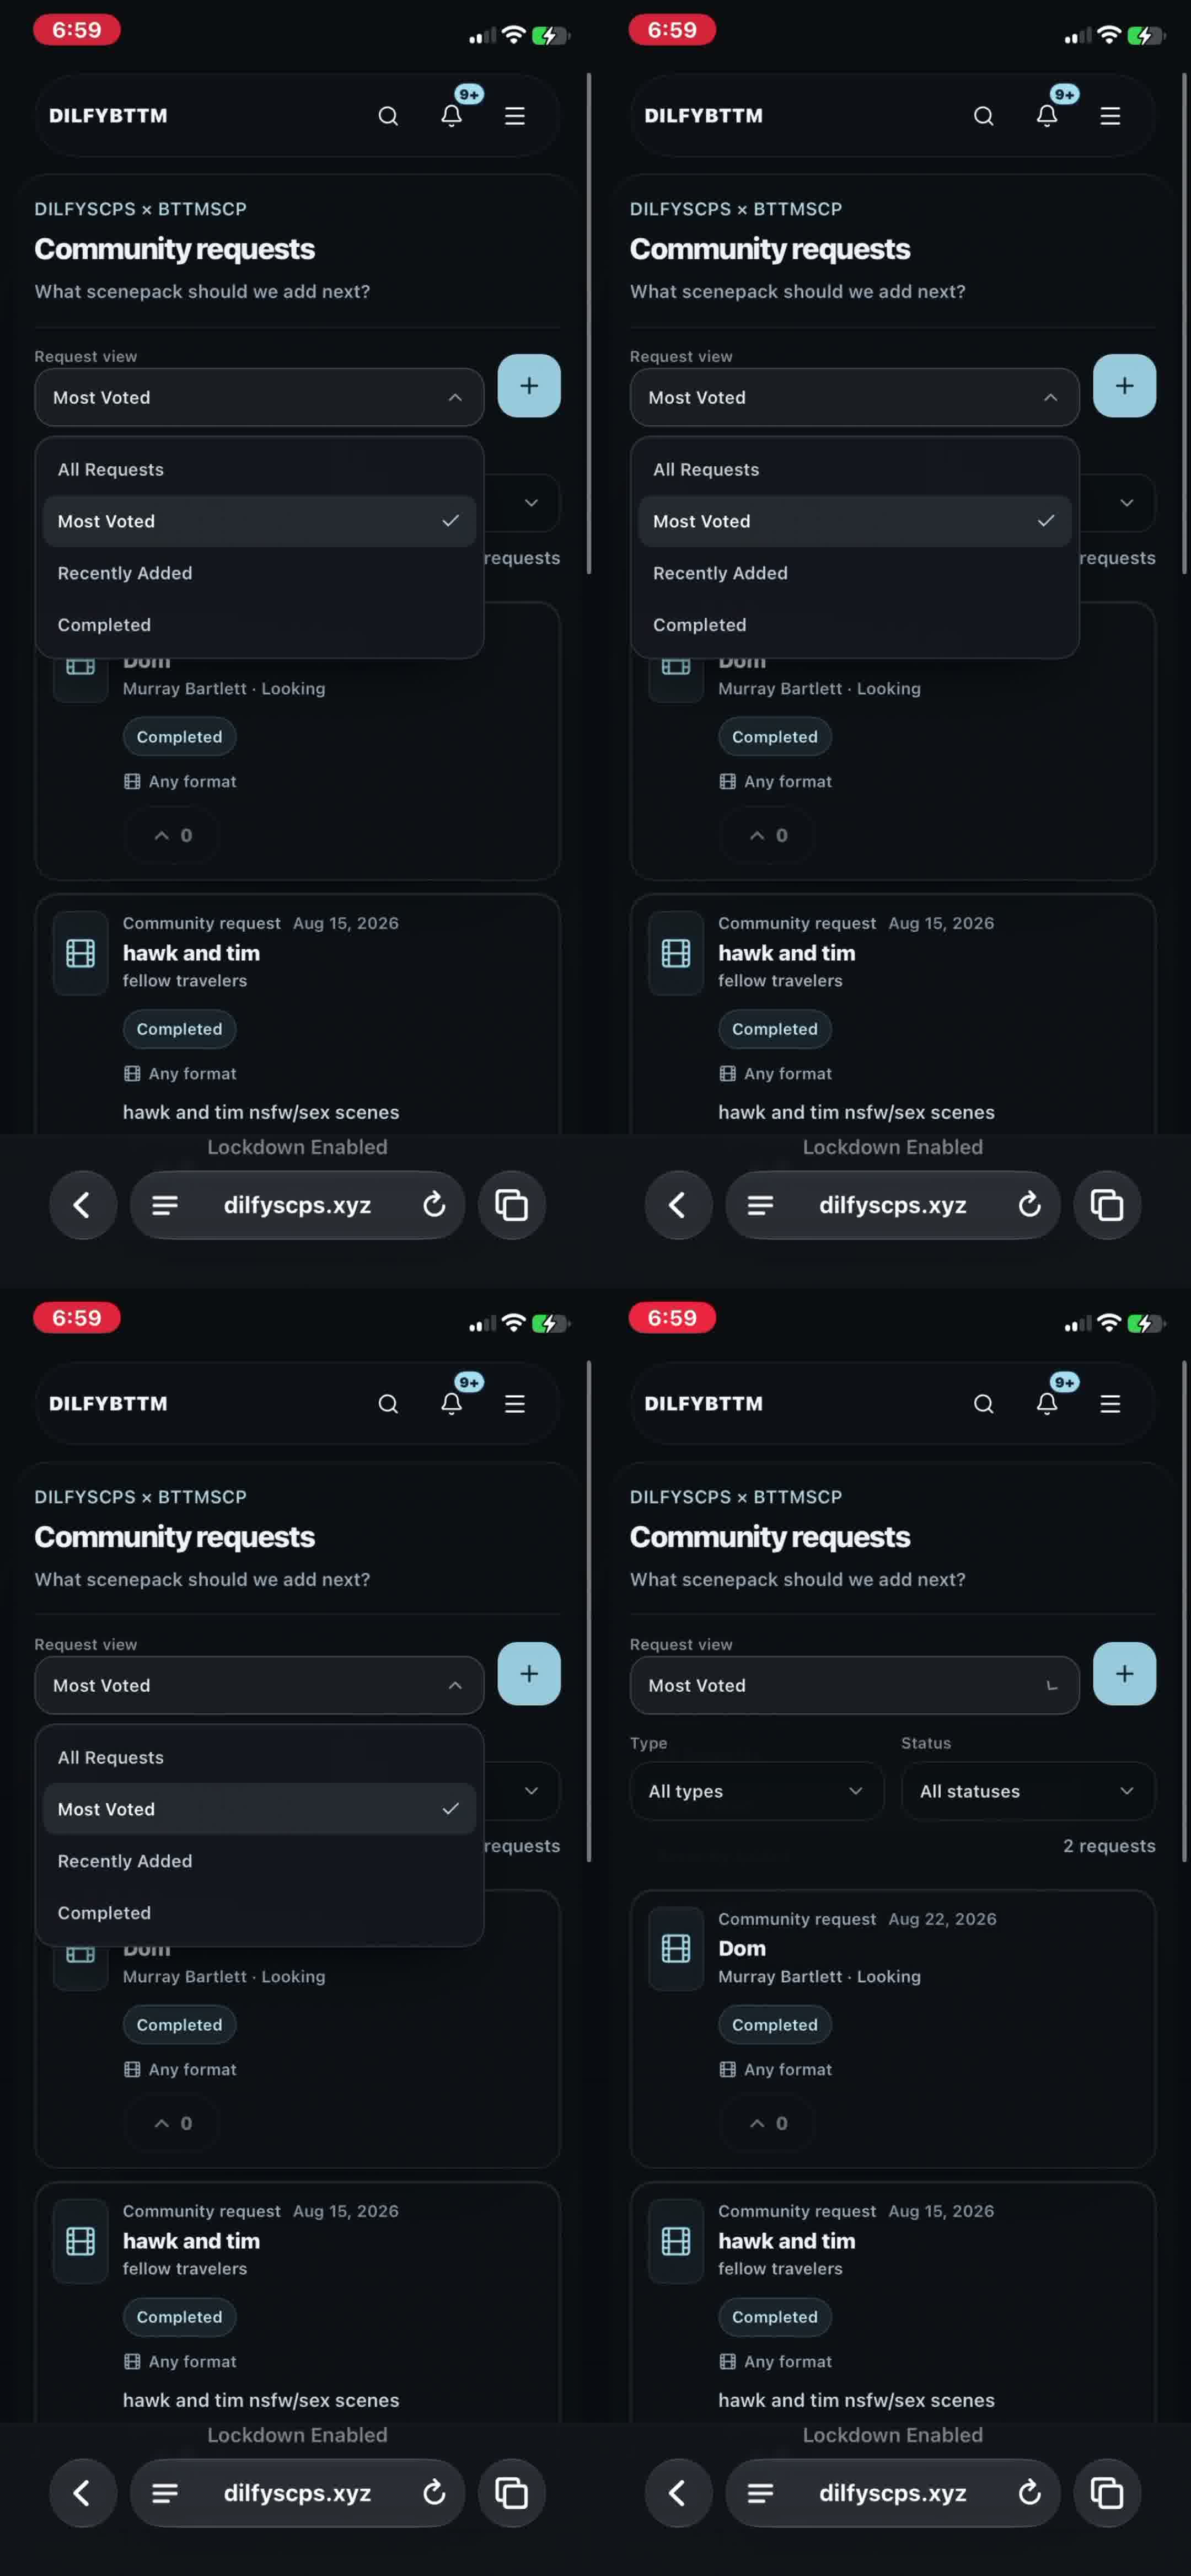 6:59
9+
DILFYBTTM
DILFYSCPS × BTTMSCP
Community requests
What scenepack should we add next?
Request view
Most Voted
+
All Requests
Most Voted
Recently Added
Completed
requests
Dom
Murray Bartlett · Looking
Completed
Any format
0
Community request Aug 15, 2026
hawk and tim
fellow travelers
Completed
Any format
hawk and tim nsfw/sex scenes
Lockdown Enabled
dilfyscps.xyz
6:59
9+
DILFYBTTM
DILFYSCPS × BTTMSCP
Community requests
What scenepack should we add next?
Request view
Most Voted
+
All Requests
Most Voted
Recently Added
Completed
requests
Dom
Murray Bartlett · Looking
Completed
Any format
0
Community request Aug 15, 2026
hawk and tim
fellow travelers
Completed
Any format
hawk and tim nsfw/sex scenes
Lockdown Enabled
dilfyscps.xyz
6:59
9+
DILFYBTTM
DILFYSCPS × BTTMSCP
Community requests
What scenepack should we add next?
Request view
Most Voted
+
All Requests
Most Voted
Recently Added
Completed
requests
Dom
Murray Bartlett · Looking
Completed
Any format
0
Community request Aug 15, 2026
hawk and tim
fellow travelers
Completed
Any format
hawk and tim nsfw/sex scenes
Lockdown Enabled
dilfyscps.xyz
6:59
9+
DILFYBTTM
DILFYSCPS × BTTMSCP
Community requests
What scenepack should we add next?
Request view
Most Voted
+
Type Status
All types All statuses
2 requests
Community request Aug 22, 2026
Dom
Murray Bartlett · Looking
Completed
Any format
0
Community request Aug 15, 2026
hawk and tim
fellow travelers
Completed
Any format
hawk and tim nsfw/sex scenes
Lockdown Enabled
dilfyscps.xyz